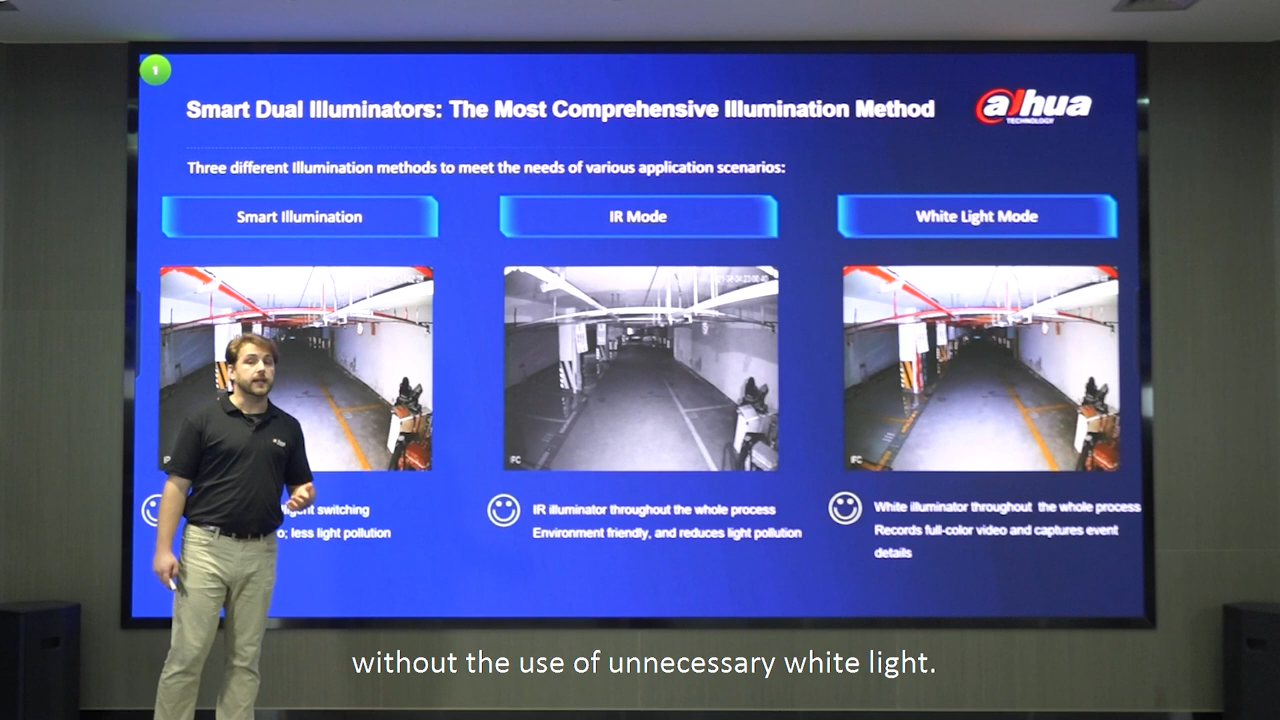 1
Smart Dual Illuminators: The Most Comprehensive Illumination Method
alhua
TECHNOLOGY
Three different Illumination methods to meet the needs of various application scenarios:
Smart Illumination
IR Mode
White Light Mode
IPC
IPC
switching
less light pollution
IR illuminator throughout the whole process
Environment friendly, and reduces light pollution
White illuminator throughout the whole process
Records full-color video and captures event
details
without the use of unnecessary white light.